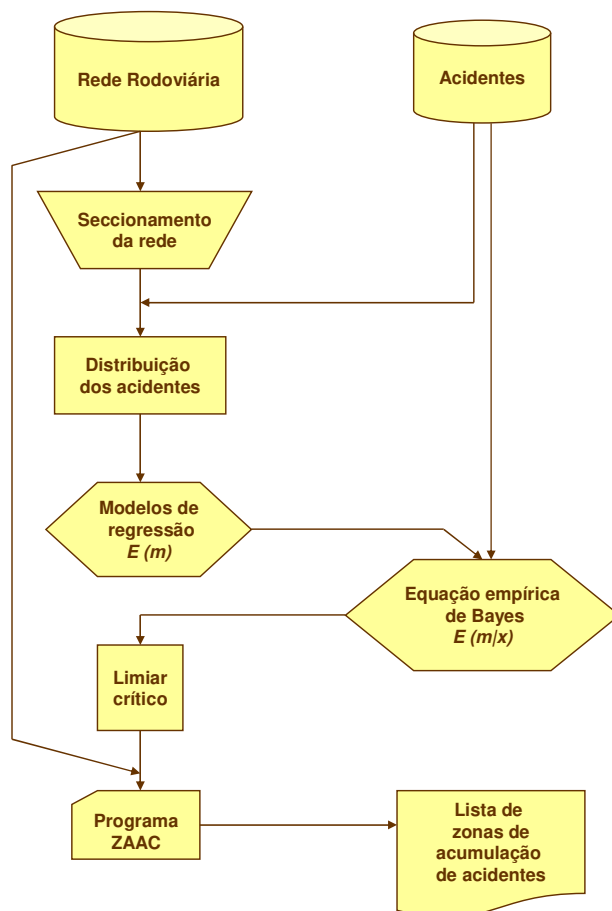 Rede Rodoviária
Acidentes
Seccionamento
da rede
Distribuição
dos acidentes
Modelos de
regressão
E (m)
Equação empírica
de Bayes
E (m|x)
Limiar
crítico
Programa
ZAAC
Lista de
zonas de
acumulação
de acidentes